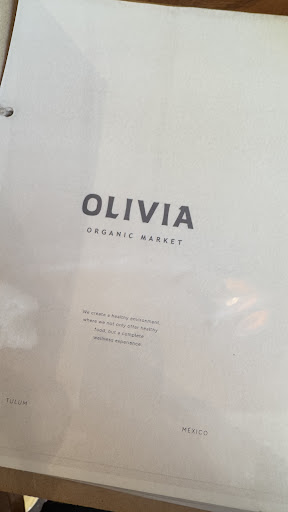 OLIVIA
ORGANIC MARKET
We create a healthy environment,
where we not only offer healthy
food, but a complete
wellness experience.
TULUM
MEXICO